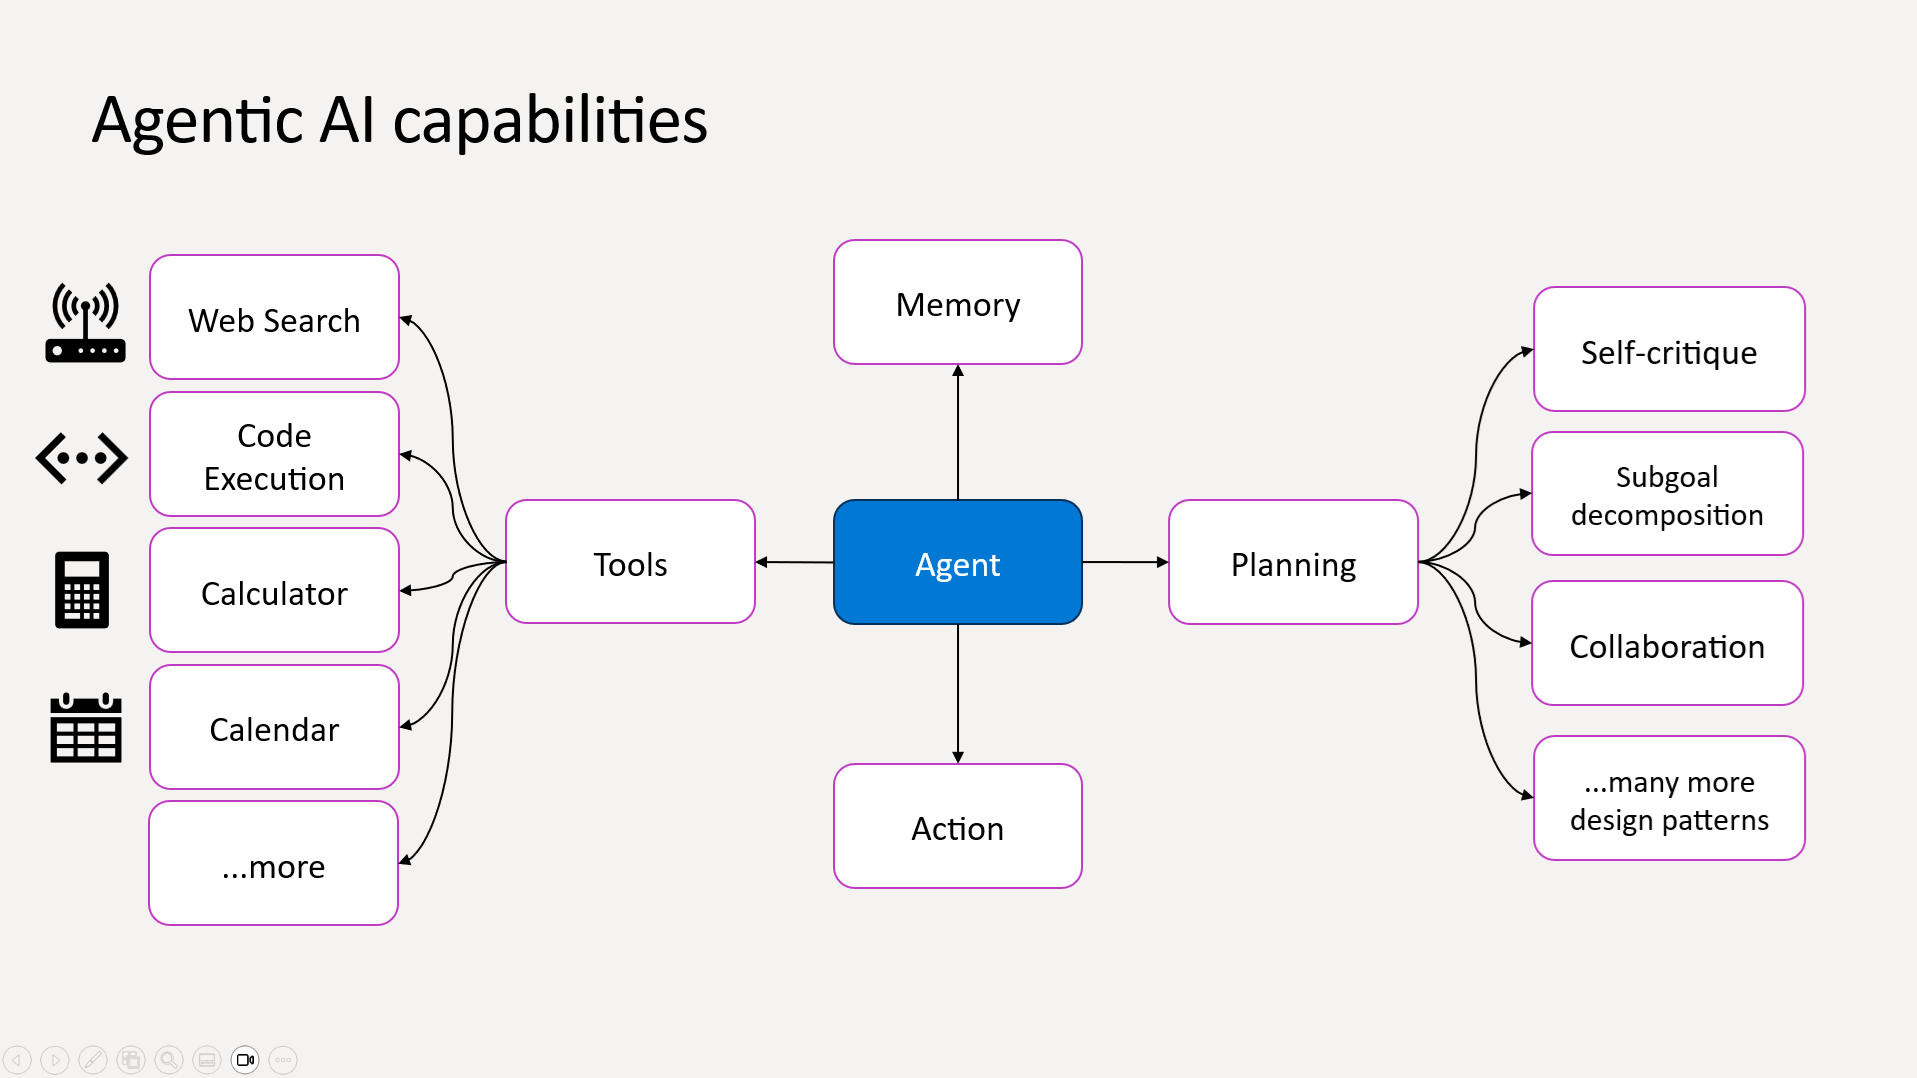 Agentic AI capabilities
Web Search
Code
Execution
Calculator
Calendar
...more
Tools
Memory
Agent
Action
Planning
Self-critique
Subgoal
decomposition
Collaboration
...many more
design patterns